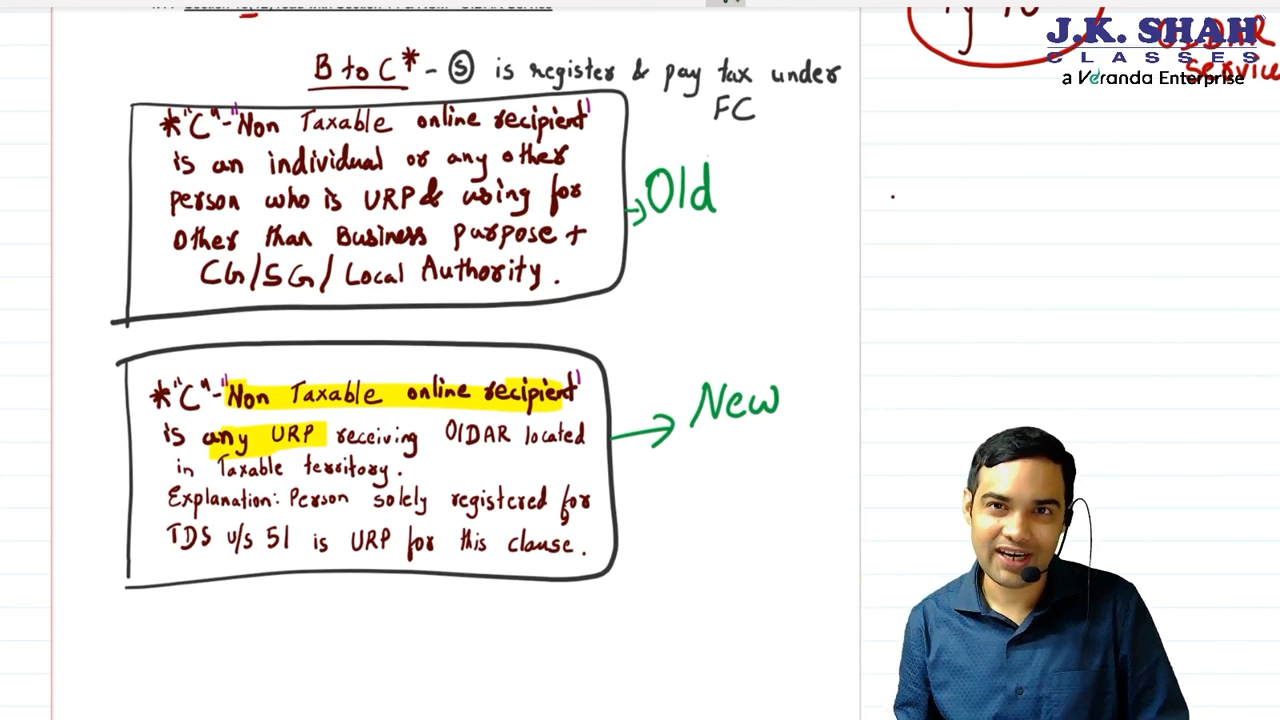 B to C* - (S) is register & pay tax under
FC
*"C"-"Non Taxable online recipient"
is an individual or any other
person who is URP & using for
Other than Business purpose +
CG/SG/ Local Authority.
Old
*"C"-"Non Taxable online recipient"
is any URP receiving OIDAR located
in Taxable territory.
Explanation: Person solely registered for
TDS u/s 51 is URP for this clause.
New
J.K. SHAH
CLASSES
a Veranda Enterprise
OIDAR
service